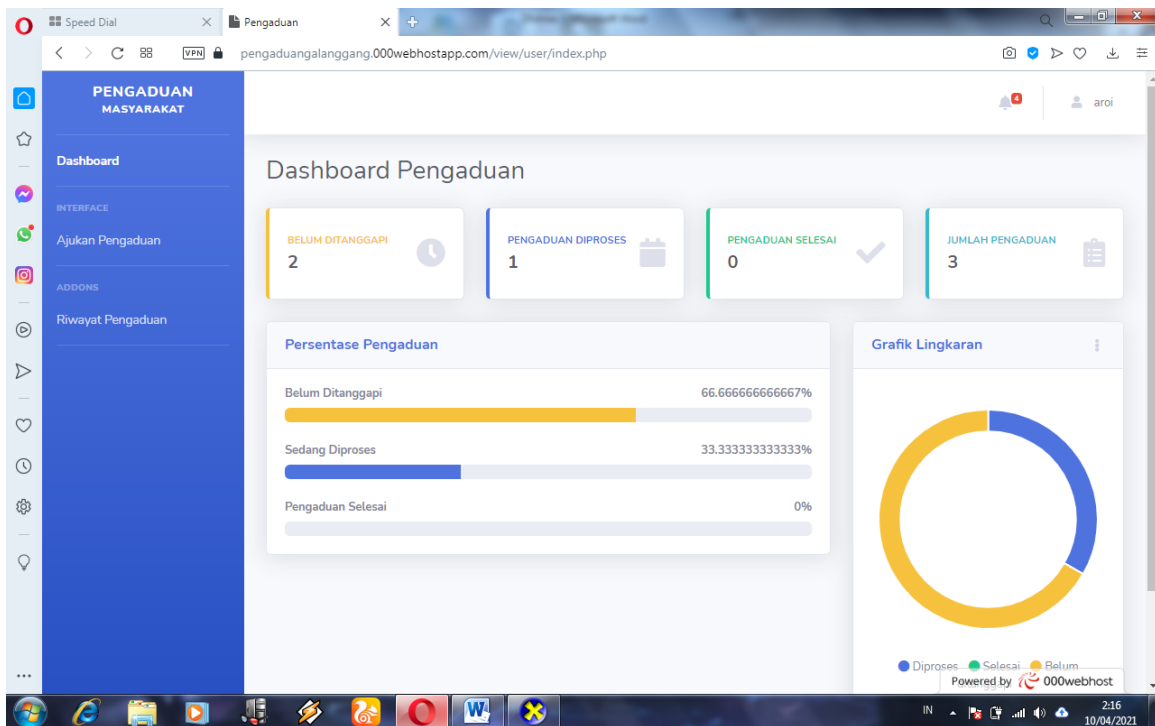 Speed Dial
Pengaduan
VPN
pengaduangalanggang.000webhostapp.com/view/user/index.php
PENGADUAN
MASYARAKAT
4
aroi
Dashboard
INTERFACE
Ajukan Pengaduan
ADDONS
Riwayat Pengaduan
Dashboard Pengaduan
BELUM DITANGGAPI
2
PENGADUAN DIPROSES
1
PENGADUAN SELESAI
0
JUMLAH PENGADUAN
3
Persentase Pengaduan
Belum Ditanggapi 66.666666666667%
Sedang Diproses 33.333333333333%
Pengaduan Selesai 0%
Grafik Lingkaran
Diproses Selesai Belum
Powered by 000webhost
IN
2:16
10/04/2021